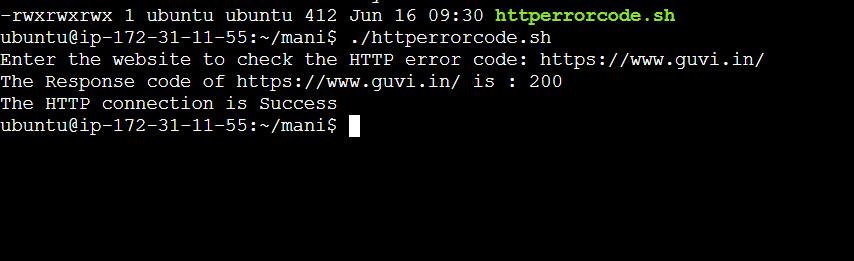 -rwxrwxrwx 1 ubuntu ubuntu 412 Jun 16 09:30 httperrorcode.sh
ubuntu@ip-172-31-11-55:~/mani$ ./httperrorcode.sh
Enter the website to check the HTTP error code: https://www.guvi.in/
The Response code of https://www.guvi.in/ is : 200
The HTTP connection is Success
ubuntu@ip-172-31-11-55:~/mani$